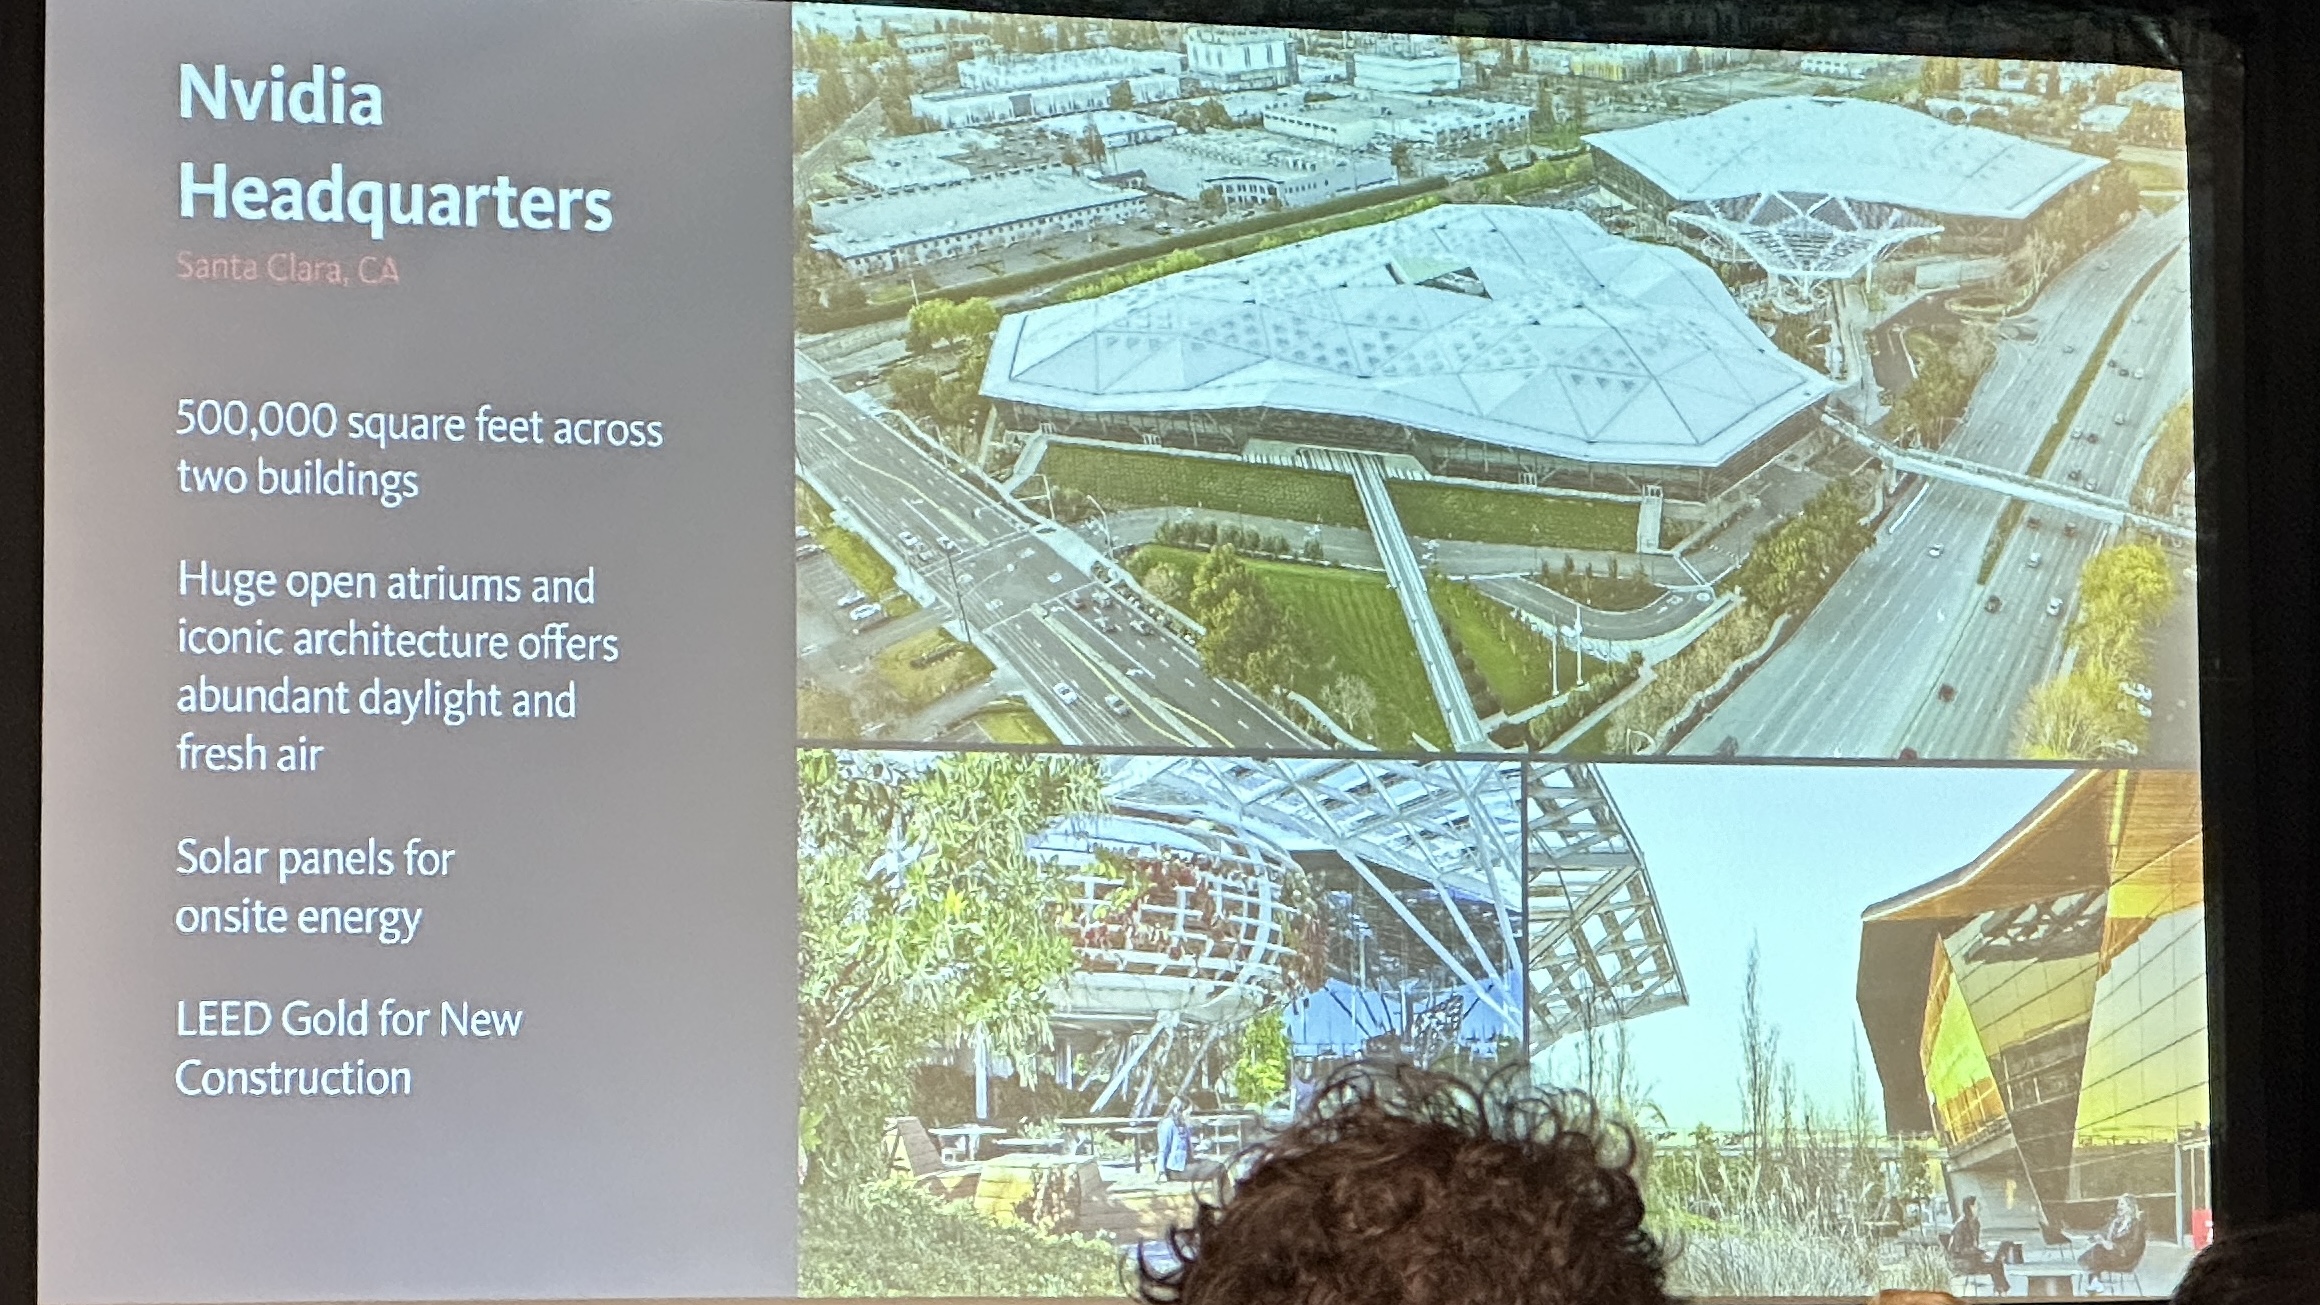 Nvidia
Headquarters
Santa Clara, CA
500,000 square feet across
two buildings
Huge open atriums and
iconic architecture offers
abundant daylight and
fresh air
Solar panels for
onsite energy
LEED Gold for New
Construction